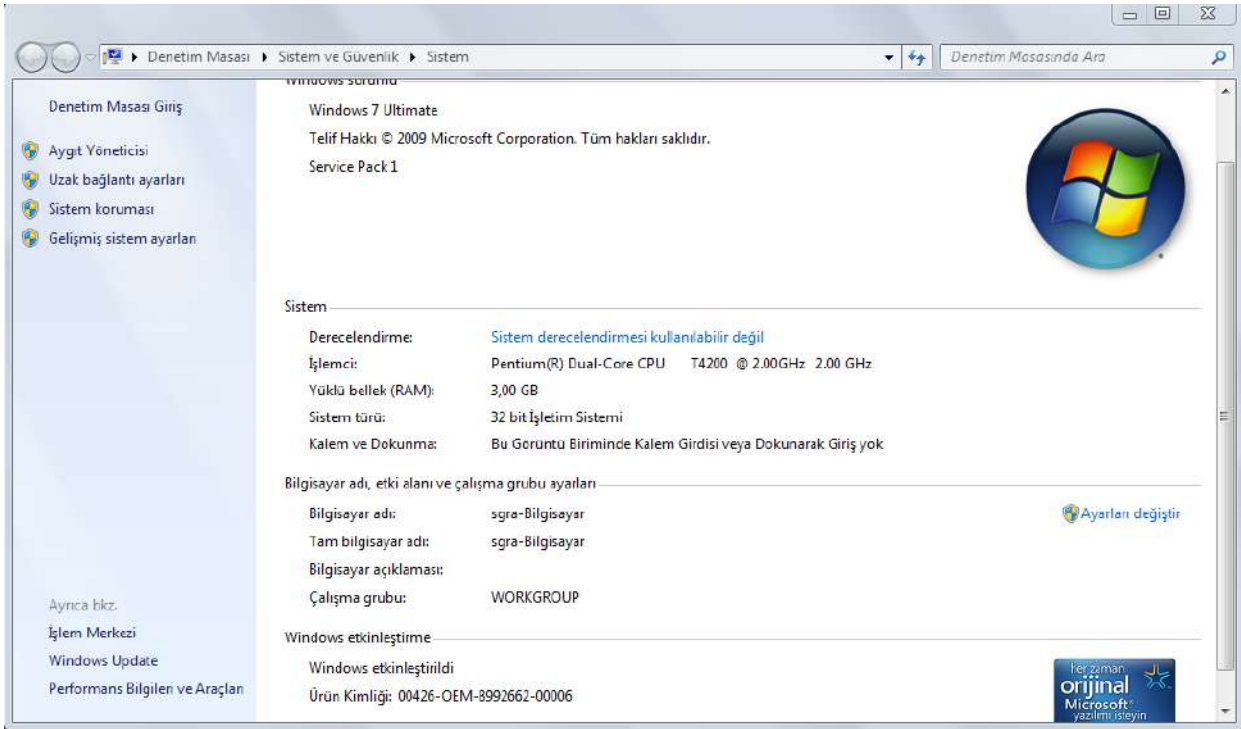 Denetim Masası ▸ Sistem ve Güvenlik ▸ Sistem
Denetim Masasında Ara
Denetim Masası Giriş
Aygıt Yöneticisi
Uzak bağlantı ayarları
Sistem koruması
Gelişmiş sistem ayarları
Ayrıca bkz.
İşlem Merkezi
Windows Update
Performans Bilgileri ve Araçları
Windows sürümü
Windows 7 Ultimate
Telif Hakkı © 2009 Microsoft Corporation. Tüm hakları saklıdır.
Service Pack 1
Sistem
Derecelendirme: Sistem derecelendirmesi kullanılabilir değil
İşlemci: Pentium(R) Dual-Core CPU T4200 @ 2.00GHz 2.00 GHz
Yüklü bellek (RAM): 3,00 GB
Sistem türü: 32 bit İşletim Sistemi
Kalem ve Dokunma: Bu Görüntü Biriminde Kalem Girdisi veya Dokunarak Giriş yok
Bilgisayar adı, etki alanı ve çalışma grubu ayarları
Bilgisayar adı: sgra-Bilgisayar
Ayarları değiştir
Tam bilgisayar adı: sgra-Bilgisayar
Bilgisayar açıklaması:
Çalışma grubu: WORKGROUP
Windows etkinleştirme
Windows etkinleştirildi
Ürün Kimliği: 00426-OEM-8992662-00006
her zaman
orijinal
Microsoft®
yazılımı isteyin